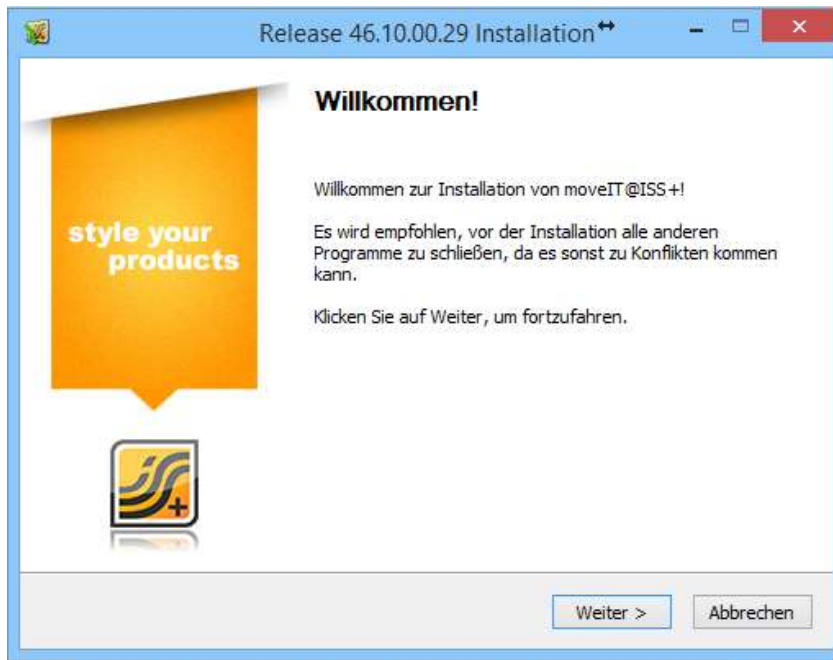 Release 46.10.00.29 Installation
Willkommen!
style your
products
Willkommen zur Installation von moveIT@ISS+!
Es wird empfohlen, vor der Installation alle anderen
Programme zu schließen, da es sonst zu Konflikten kommen
kann.
Klicken Sie auf Weiter, um fortzufahren.
Weiter >
Abbrechen